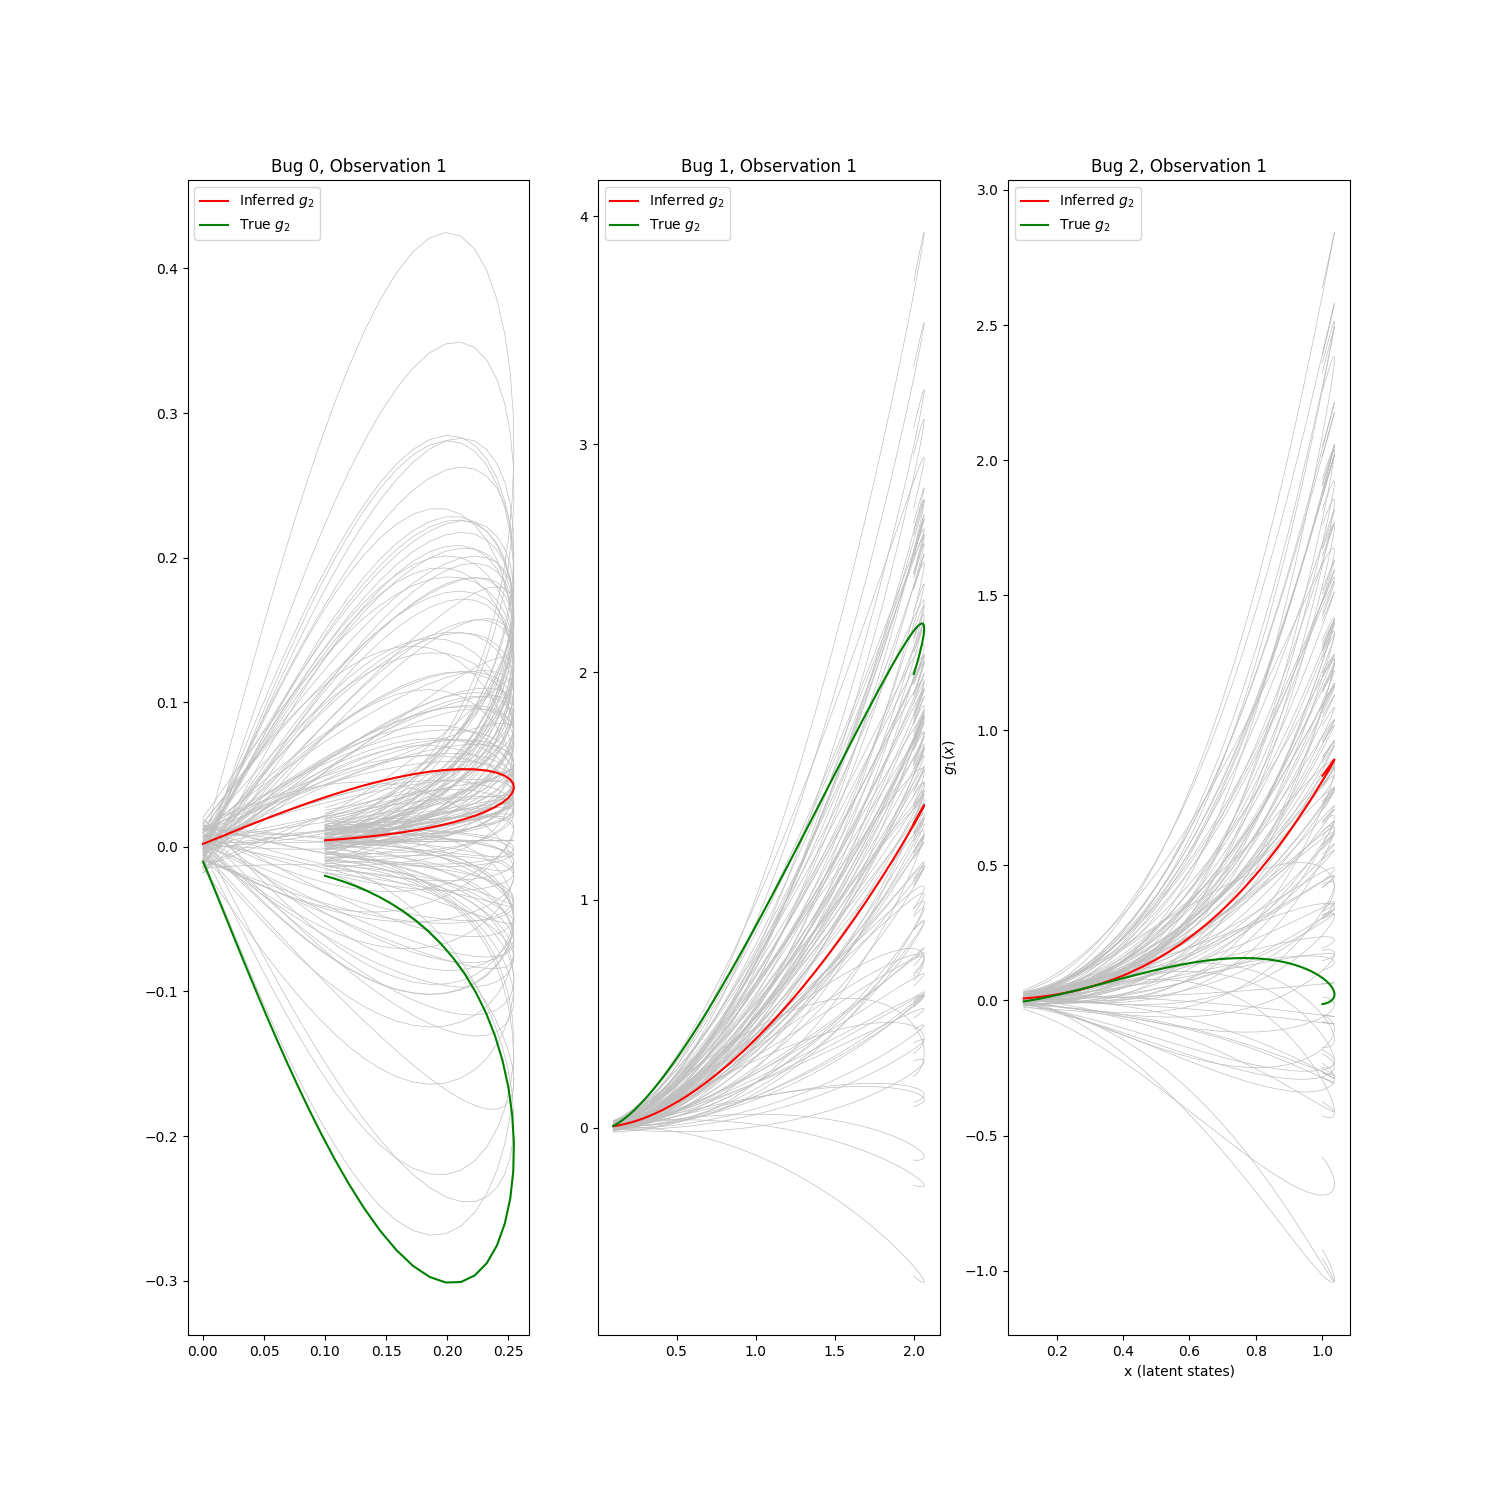 Bug 0, Observation 1
Inferred g₂
True g₂
0.4
0.3
0.2
0.1
0.0
−0.1
−0.2
−0.3
0.00 0.05 0.10 0.15 0.20 0.25
Bug 1, Observation 1
Inferred g₂
True g₂
4
3
2
1
0
0.5 1.0 1.5 2.0
Bug 2, Observation 1
Inferred g₂
True g₂
g₁(x)
3.0
2.5
2.0
1.5
1.0
0.5
0.0
−0.5
−1.0
0.2 0.4 0.6 0.8 1.0
x (latent states)